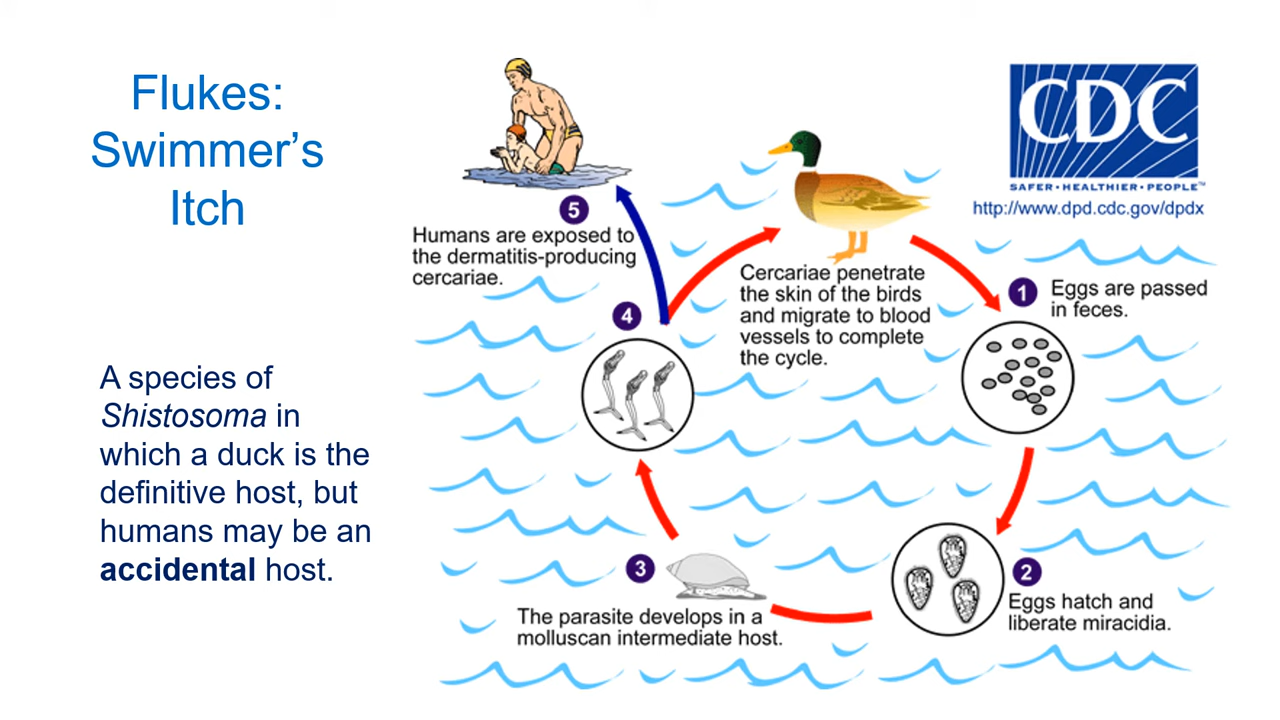 Flukes:
Swimmer's
Itch
A species of
Shistosoma in
which a duck is the
definitive host, but
humans may be an
accidental host.
CDC
SAFER • HEALTHIER • PEOPLE™
http://www.dpd.cdc.gov/dpdx
5
Humans are exposed to
the dermatitis-producing
cercariae.
4
Cercariae penetrate
the skin of the birds
and migrate to blood
vessels to complete
the cycle.
1
Eggs are passed
in feces.
2
Eggs hatch and
liberate miracidia.
3
The parasite develops in a
molluscan intermediate host.